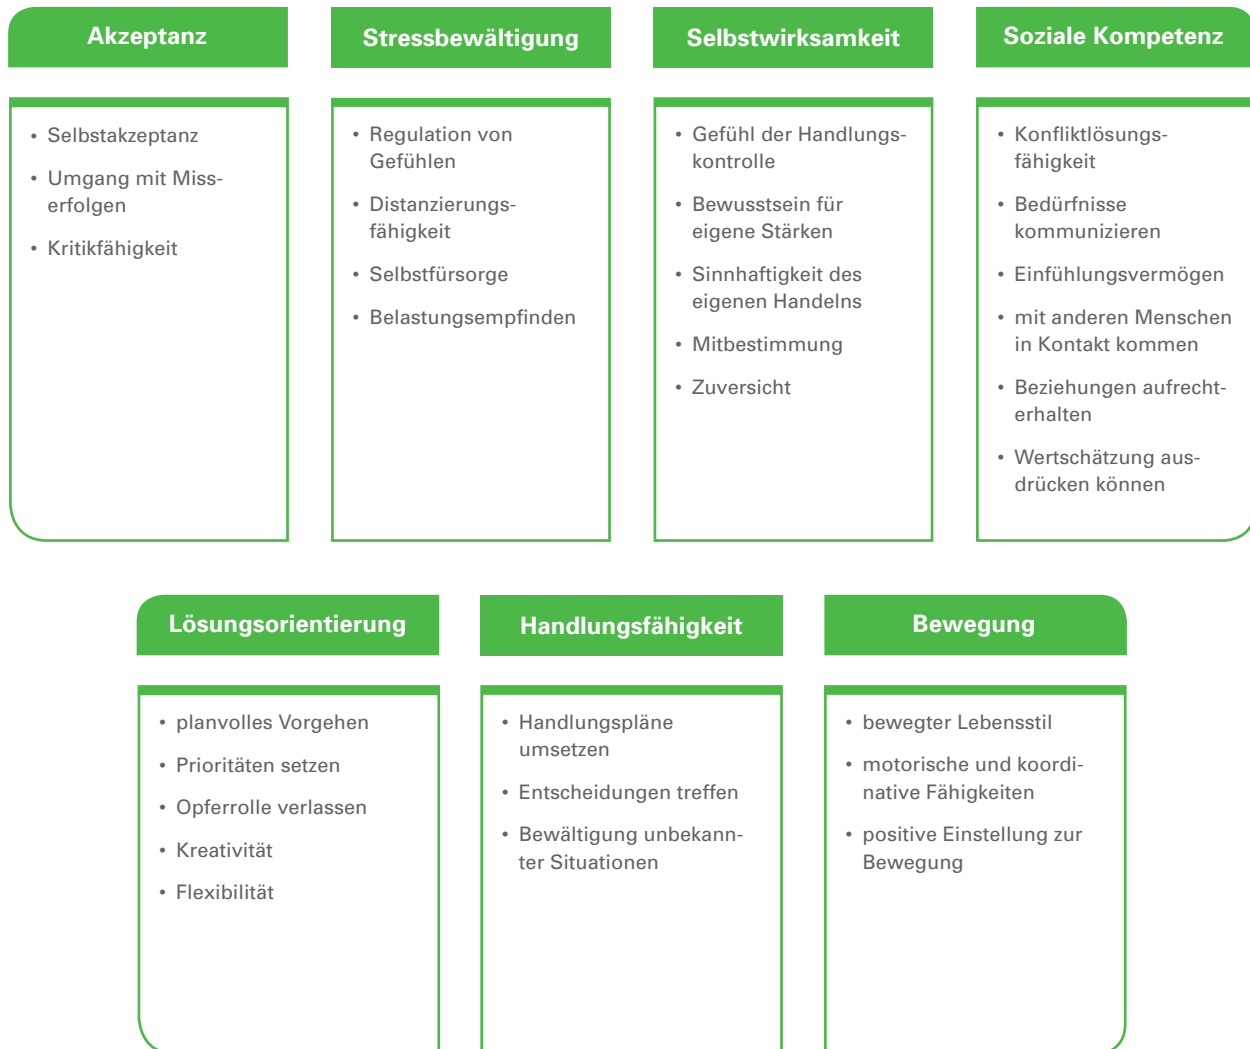 Akzeptanz
• Selbstakzeptanz
• Umgang mit Miss-
erfolgen
• Kritikfähigkeit
Stressbewältigung
• Regulation von
Gefühlen
• Distanzierungs-
fähigkeit
• Selbstfürsorge
• Belastungsempfinden
Selbstwirksamkeit
• Gefühl der Handlungs-
kontrolle
• Bewusstsein für
eigene Stärken
• Sinnhaftigkeit des
eigenen Handelns
• Mitbestimmung
• Zuversicht
Soziale Kompetenz
• Konfliktlösungs-
fähigkeit
• Bedürfnisse
kommunizieren
• Einfühlungsvermögen
• mit anderen Menschen
in Kontakt kommen
• Beziehungen aufrecht-
erhalten
• Wertschätzung aus-
drücken können
Lösungsorientierung
• planvolles Vorgehen
• Prioritäten setzen
• Opferrolle verlassen
• Kreativität
• Flexibilität
Handlungsfähigkeit
• Handlungspläne
umsetzen
• Entscheidungen treffen
• Bewältigung unbekann-
ter Situationen
Bewegung
• bewegter Lebensstil
• motorische und koordi-
native Fähigkeiten
• positive Einstellung zur
Bewegung